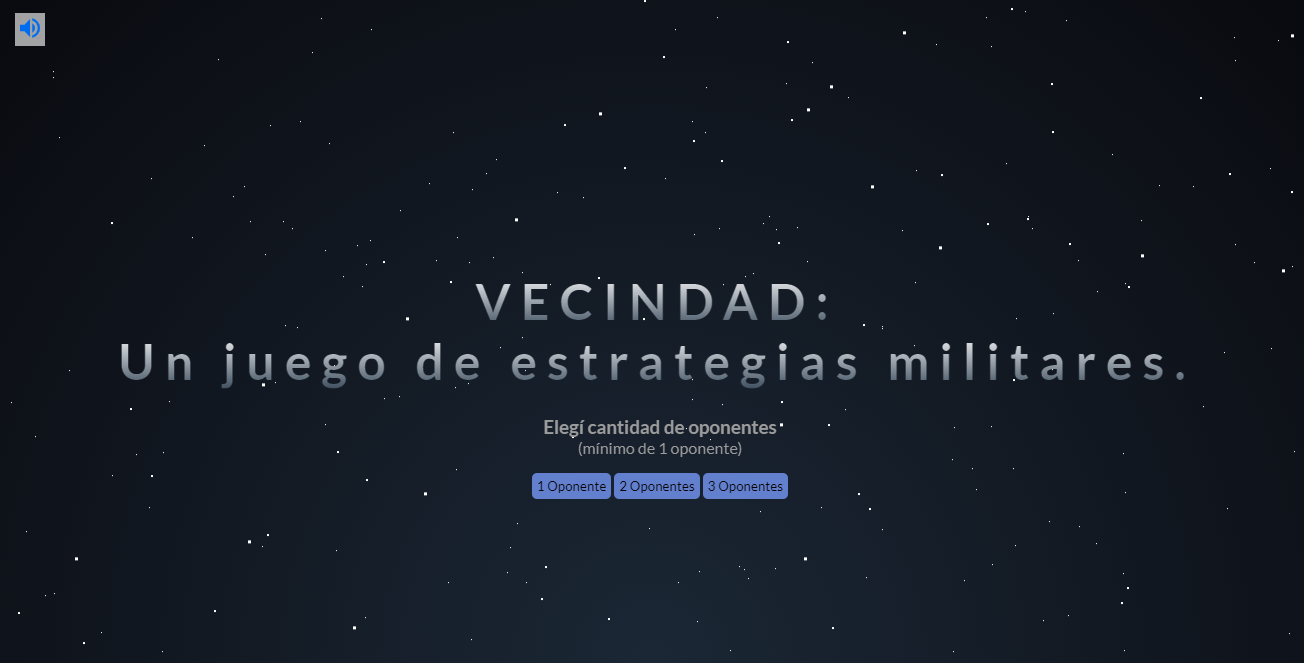 VECINDAD:
Un juego de estrategias militares.
Elegí cantidad de oponentes
(mínimo de 1 oponente)
1 Oponente 2 Oponentes 3 Oponentes